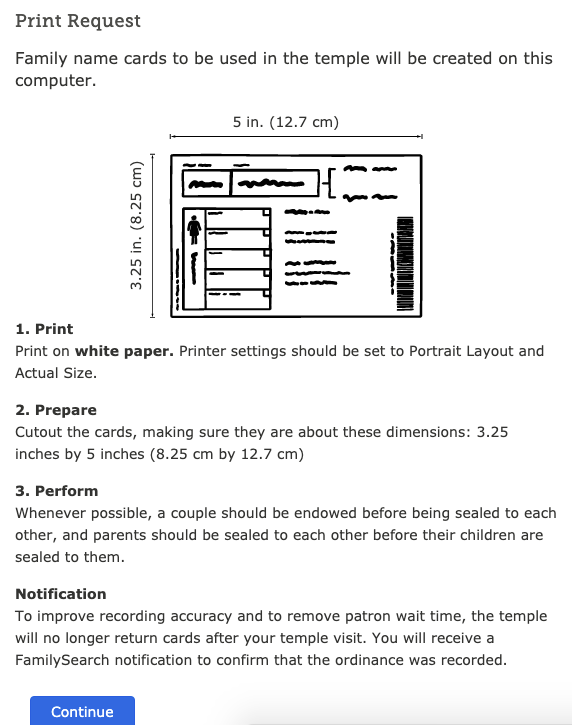 Print Request
Family name cards to be used in the temple will be created on this
computer.
5 in. (12.7 cm)
3.25 in. (8.25 cm)
1. Print
Print on white paper. Printer settings should be set to Portrait Layout and
Actual Size.
2. Prepare
Cutout the cards, making sure they are about these dimensions: 3.25
inches by 5 inches (8.25 cm by 12.7 cm)
3. Perform
Whenever possible, a couple should be endowed before being sealed to each
other, and parents should be sealed to each other before their children are
sealed to them.
Notification
To improve recording accuracy and to remove patron wait time, the temple
will no longer return cards after your temple visit. You will receive a
FamilySearch notification to confirm that the ordinance was recorded.
Continue